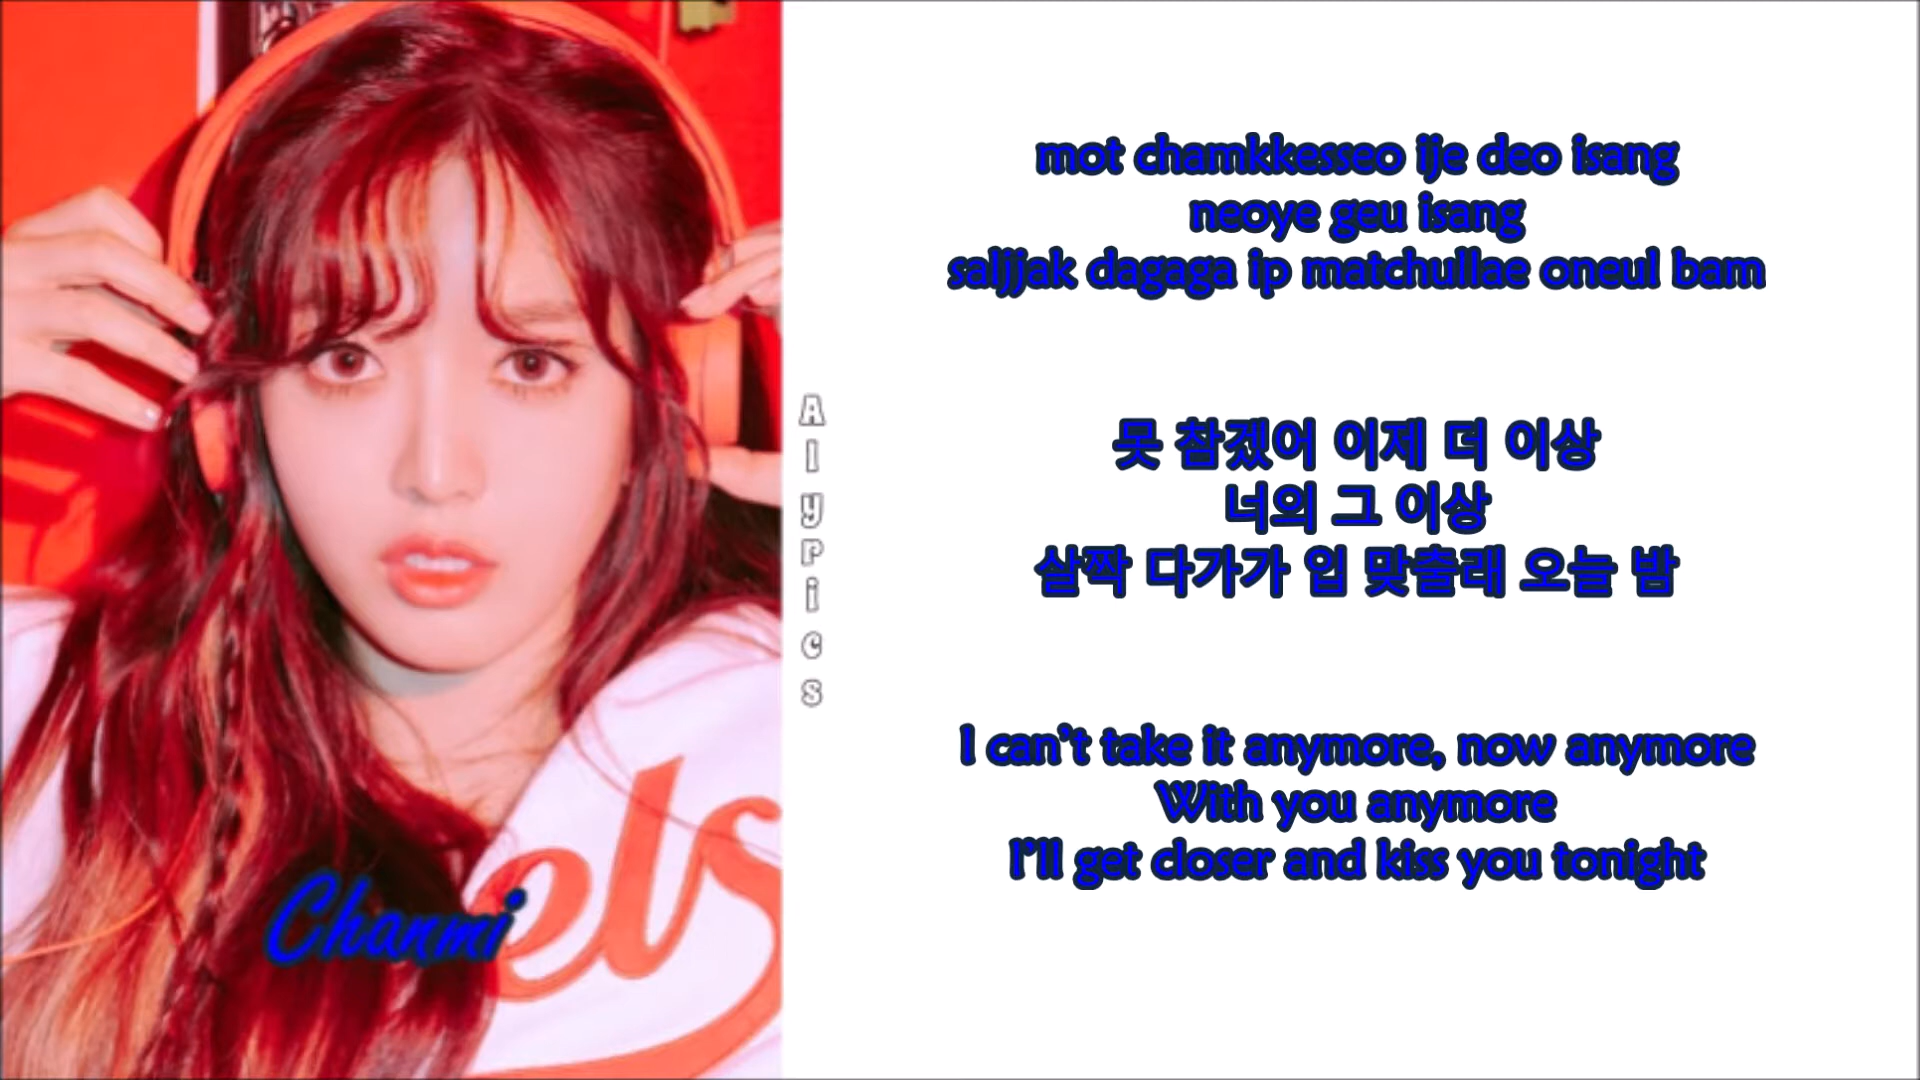 mot chamkkesseo ije deo isang
neoye geu isang
saljjak dagaga ip matchullae oneul bam
못 참겠어 이제 더 이상
너의 그 이상
살짝 다가가 입 맞출래 오늘 밤
I can't take it anymore, now anymore
With you anymore
I'll get closer and kiss you tonight
Alypics
Chanmi
els